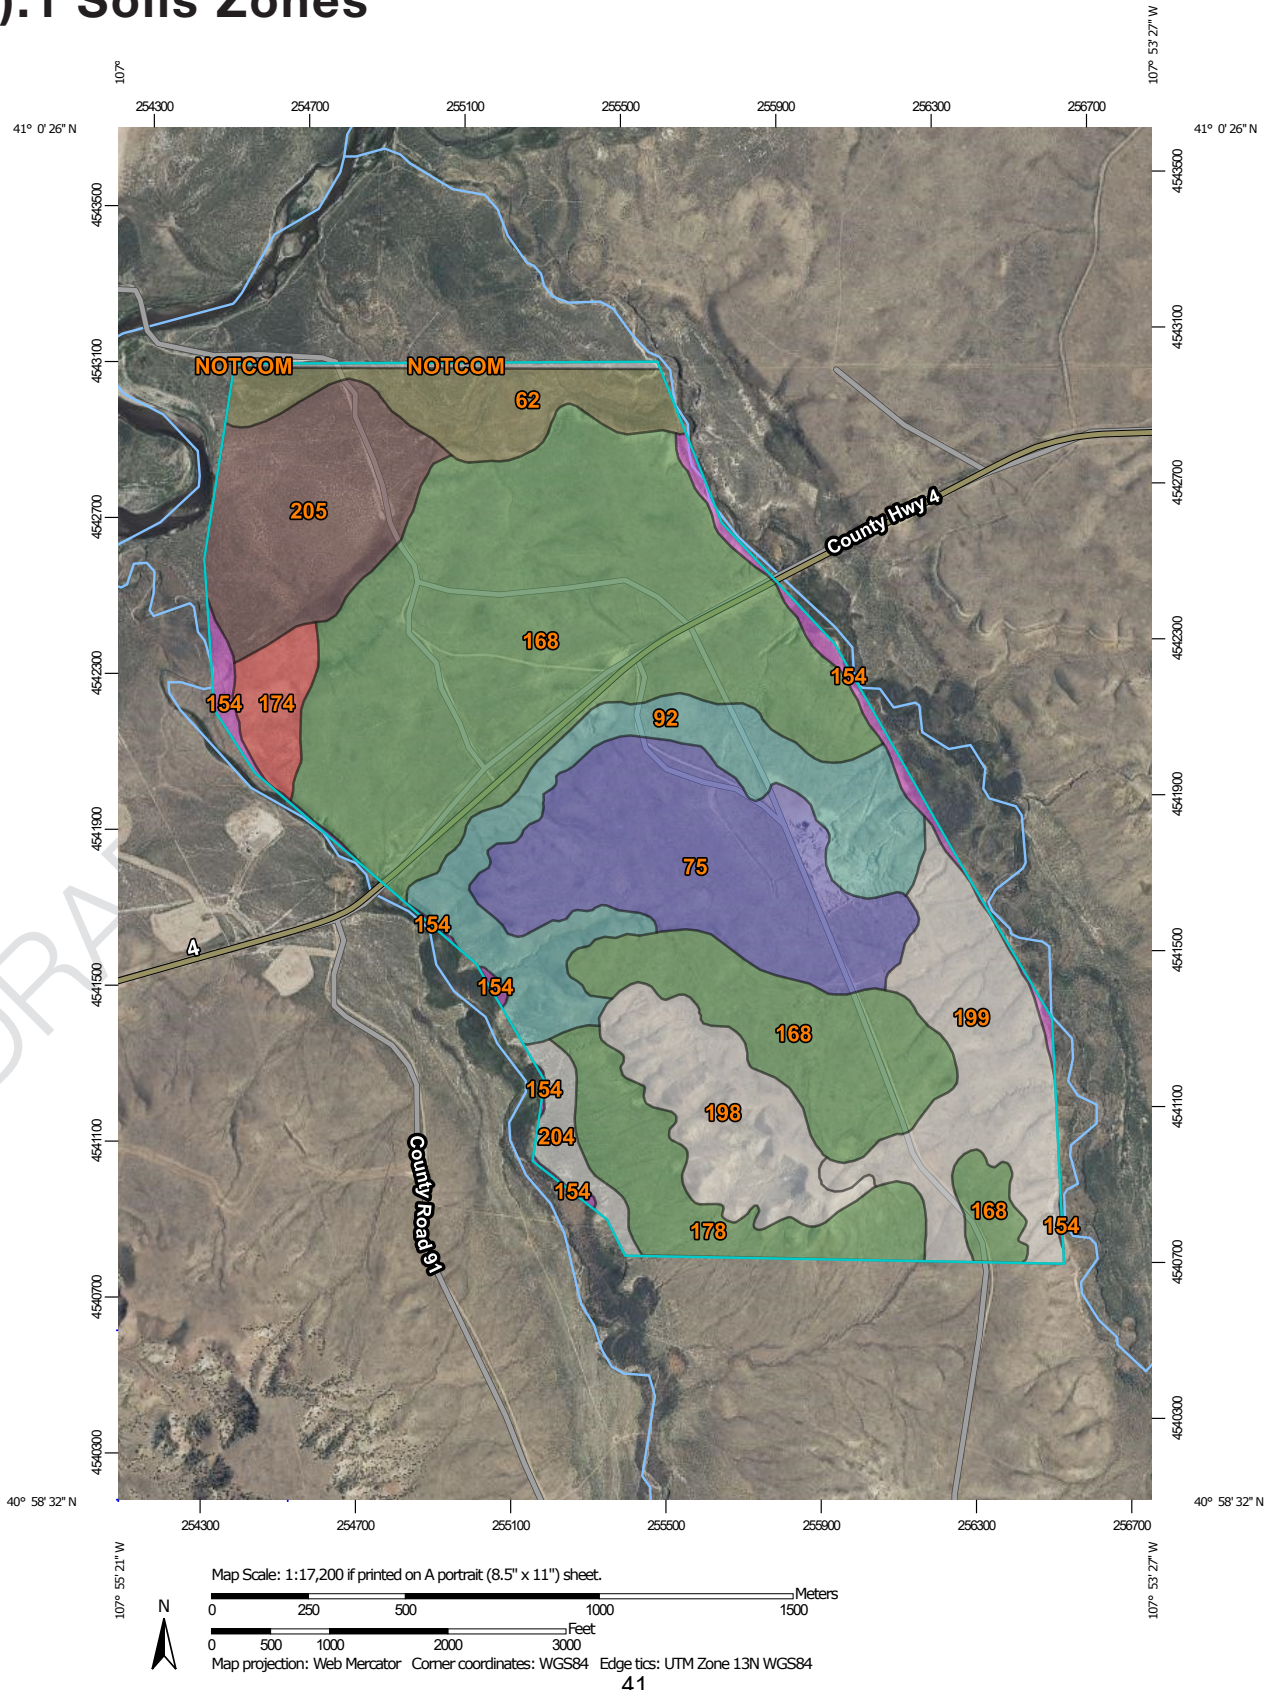 ).1 Soils Zones
107°
107° 53' 27" W
254300 254700 255100 255500 255900 256300 256700
41° 0' 26" N
41° 0' 26" N
4543500
4543500
4543100
4543100
NOTCOM
NOTCOM
62
4542700
4542700
205
County Hwy 4
4542300
4542300
168
154
154
174
92
4541900
4541900
75
154
4
4541500
4541500
154
199
168
154
198
4541100
4541100
204
County Road 91
154
168
178
154
4540700
4540700
4540300
4540300
DRA
40° 58' 32" N
40° 58' 32" N
254300 254700 255100 255500 255900 256300 256700
107° 55' 21" W
107° 53' 27" W
Map Scale: 1:17,200 if printed on A portrait (8.5" x 11") sheet.
N
Meters
0 250 500 1000 1500
Feet
0 500 1000 2000 3000
Map projection: Web Mercator Corner coordinates: WGS84 Edge tics: UTM Zone 13N WGS84
41